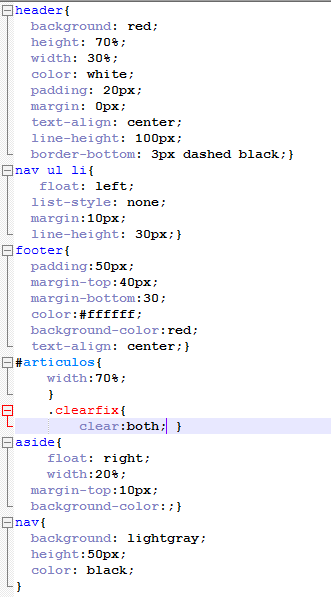 header{
background: red;
height: 70%;
width: 30%;
color: white;
padding: 20px;
margin: 0px;
text-align: center;
line-height: 100px;
border-bottom: 3px dashed black;}
nav ul li{
float: left;
list-style: none;
margin:10px;
line-height: 30px;}
footer{
padding:50px;
margin-top:40px;
margin-bottom:30;
color:#ffffff;
background-color:red;
text-align: center;}
#articulos{
width:70%;
}
.clearfix{
clear:both; }
aside{
float: right;
width:20%;
margin-top:10px;
background-color:;}
nav{
background: lightgray;
height:50px;
color: black;
}